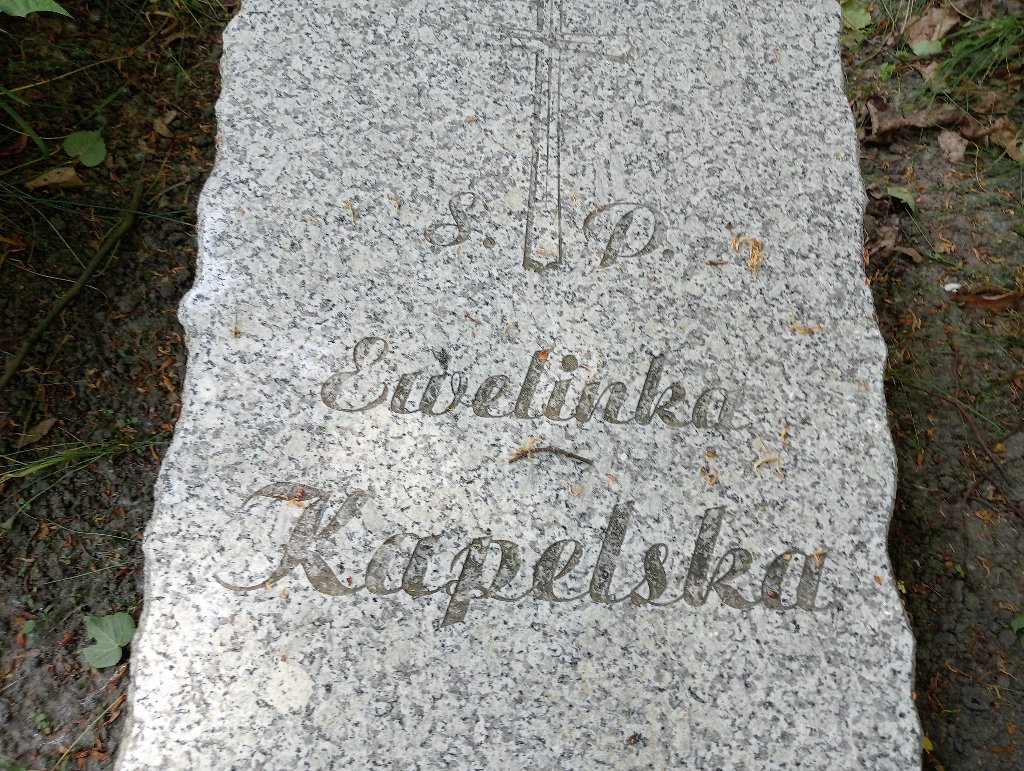 Ś. P.
Ewelinka
Kapelska